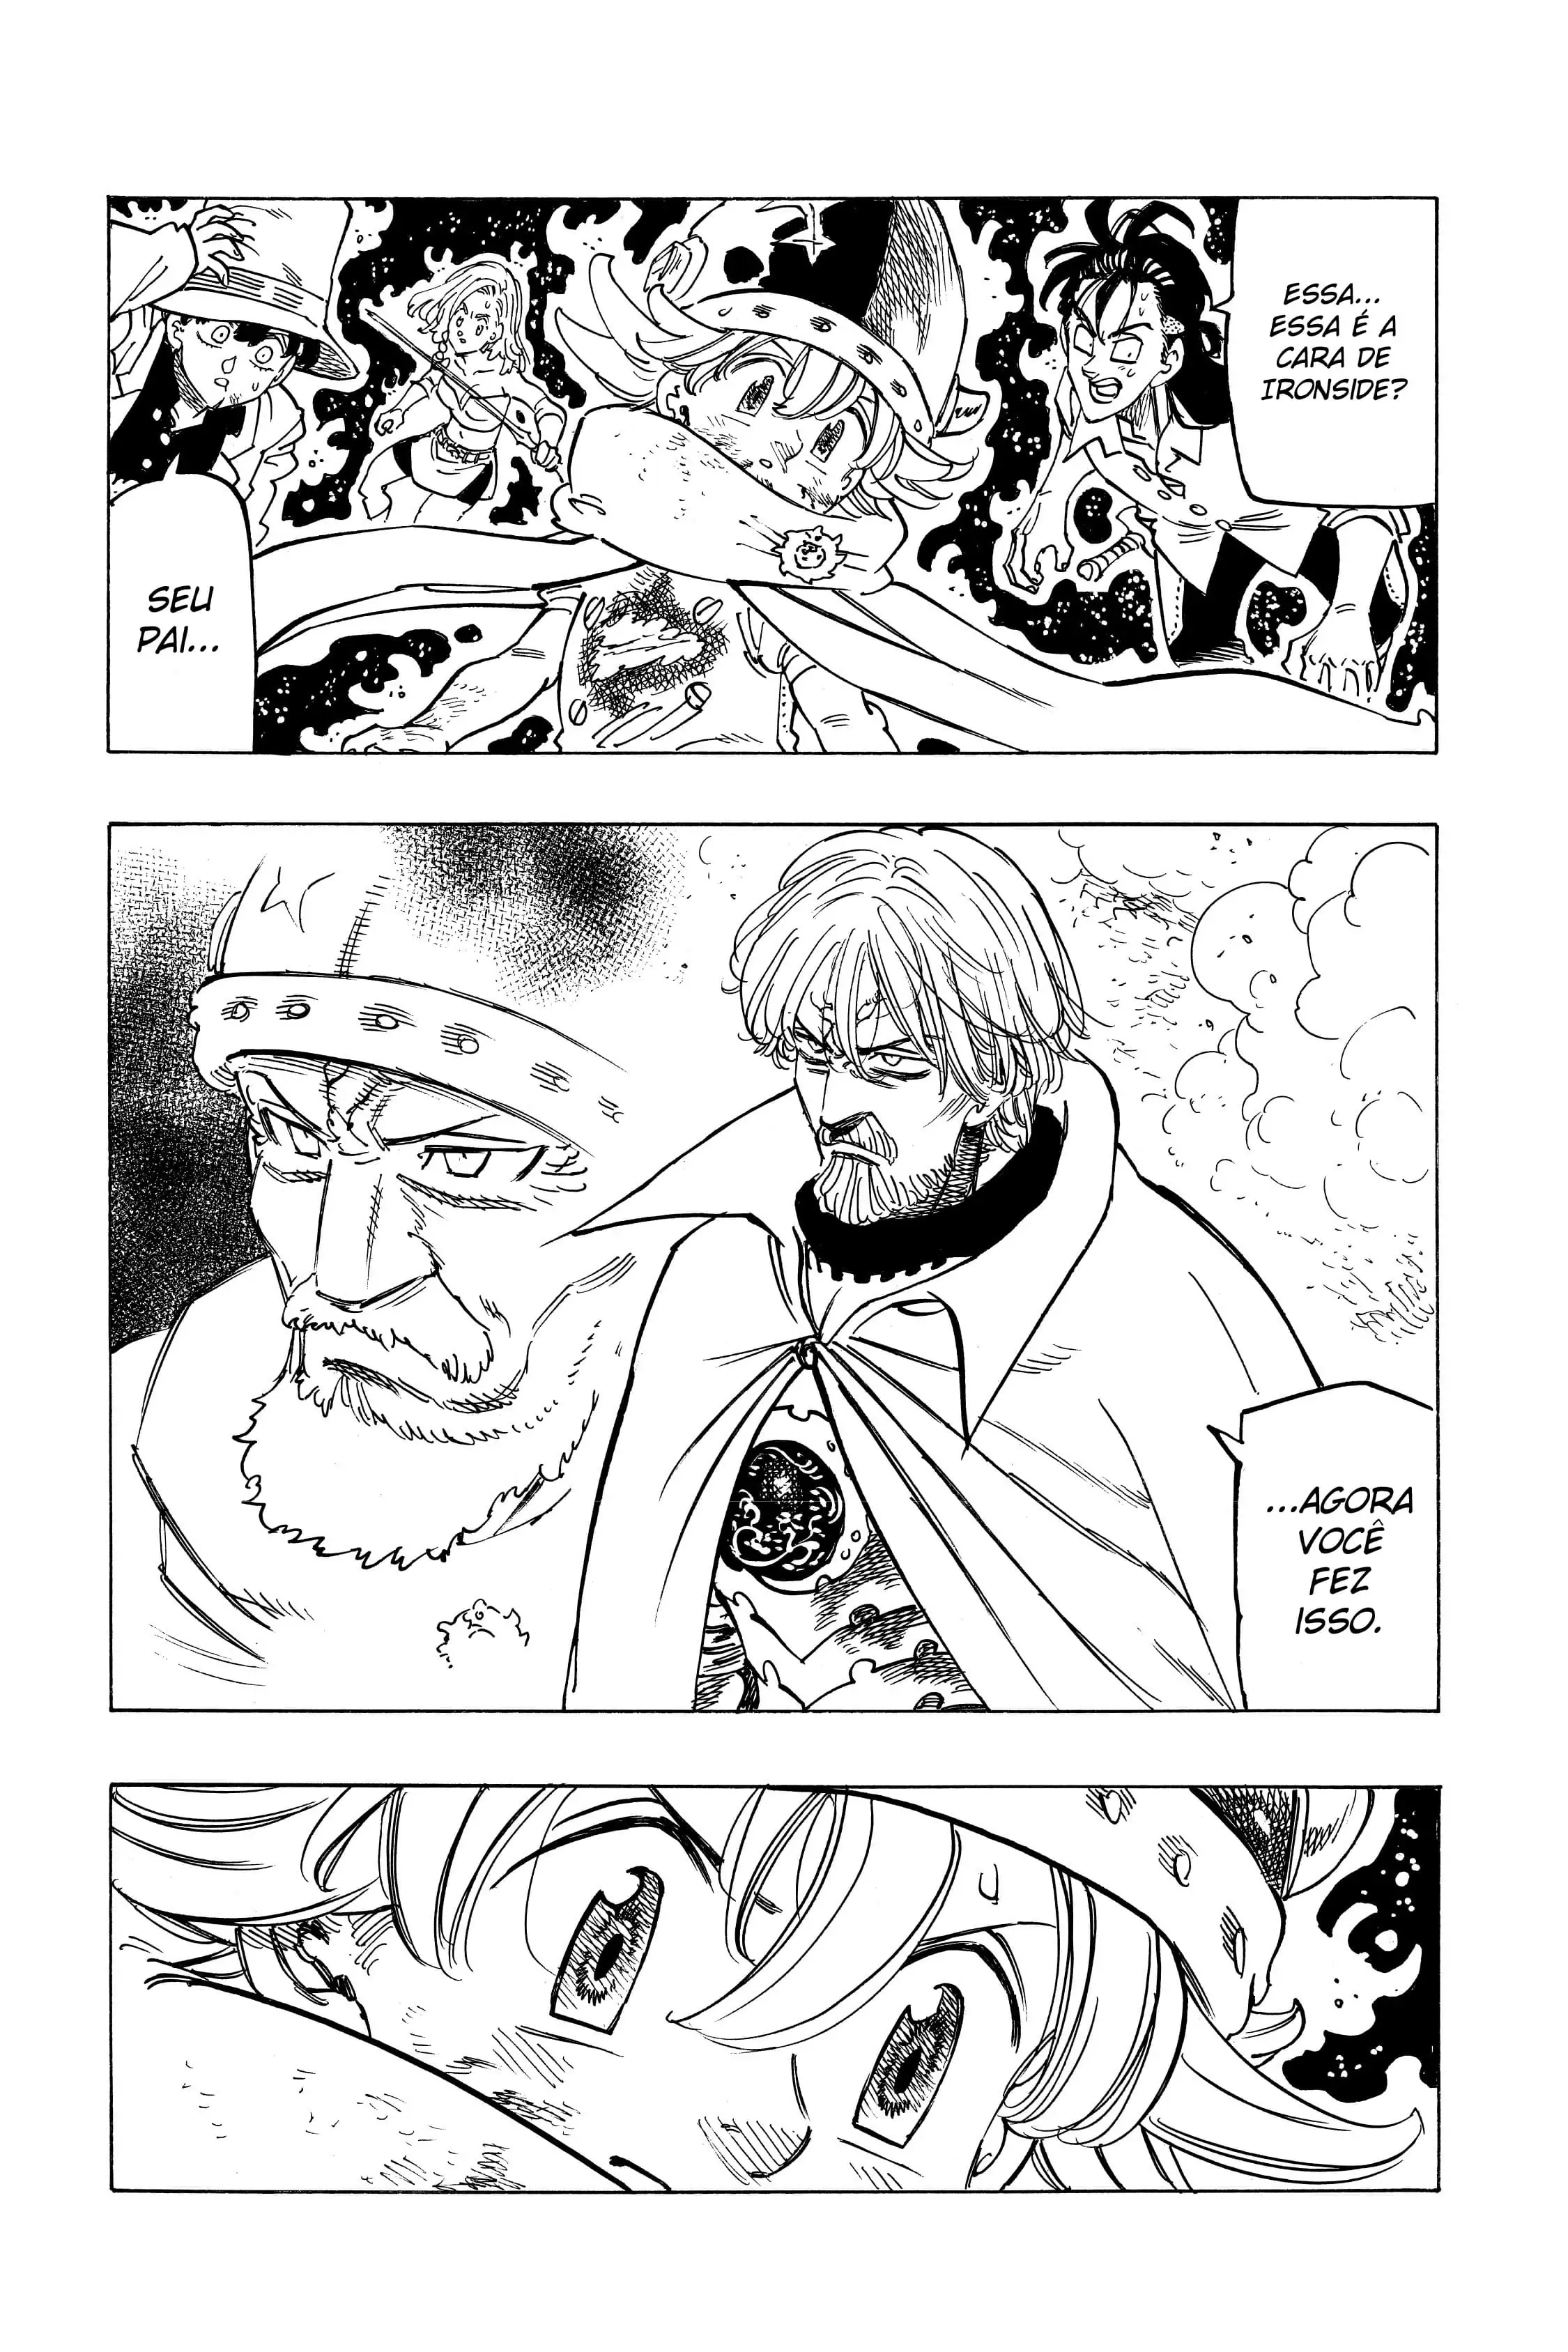 ESSA...
ESSA É A
CARA DE
IRONSIDE?
SEU
PAI...
...AGORA
VOCÊ
FEZ
ISSO.